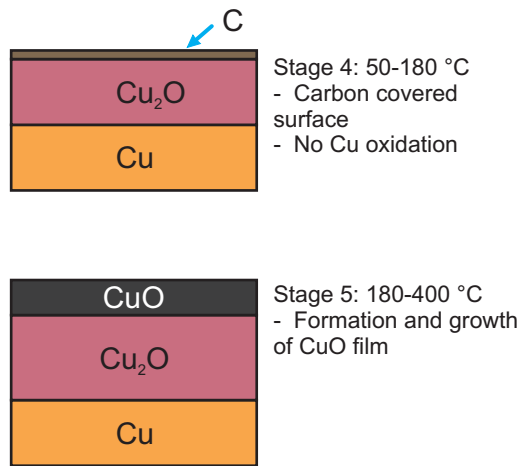 C
Cu₂O
Cu
Stage 4: 50-180 °C
- Carbon covered
surface
- No Cu oxidation
CuO
Cu₂O
Cu
Stage 5: 180-400 °C
- Formation and growth
of CuO film